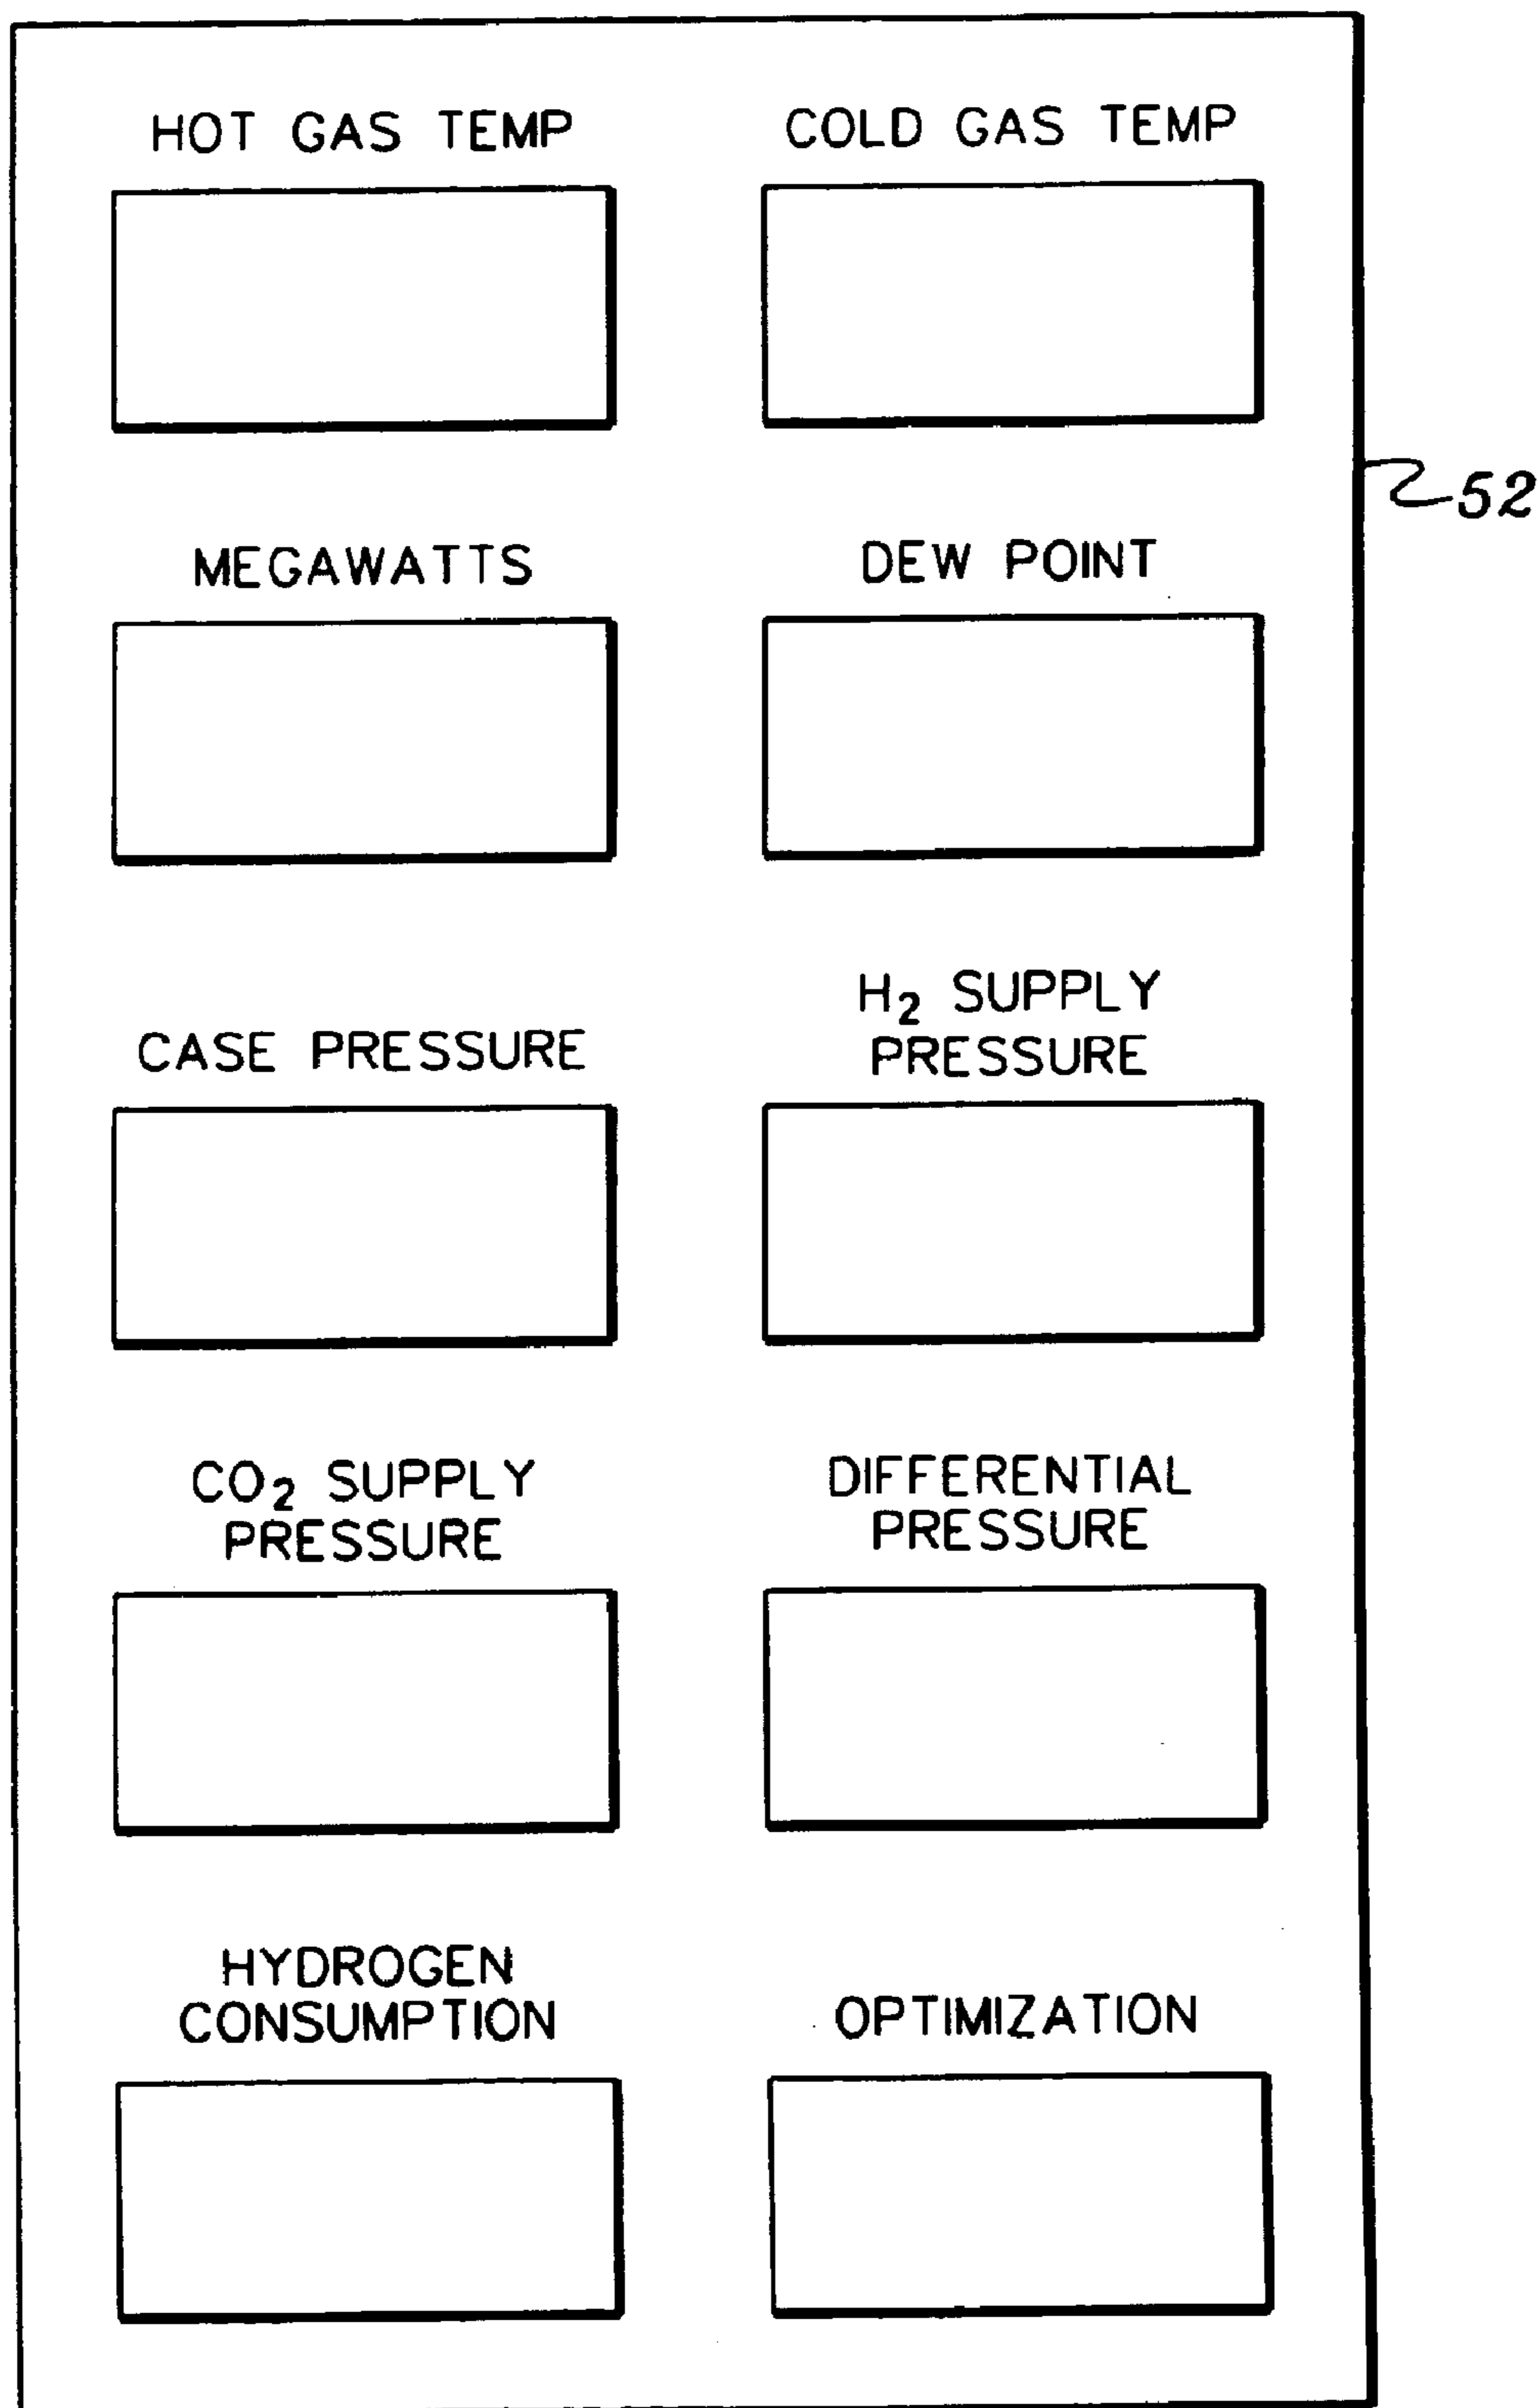 HOT GAS TEMP
COLD GAS TEMP
52
MEGAWATTS
DEW POINT
CASE PRESSURE
H₂ SUPPLY
PRESSURE
CO₂ SUPPLY
PRESSURE
DIFFERENTIAL
PRESSURE
HYDROGEN
CONSUMPTION
OPTIMIZATION